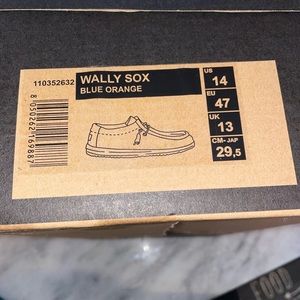 110352632
WALLY SOX
BLUE ORANGE
US
14
EU
47
UK
13
CM-JAP
29,5